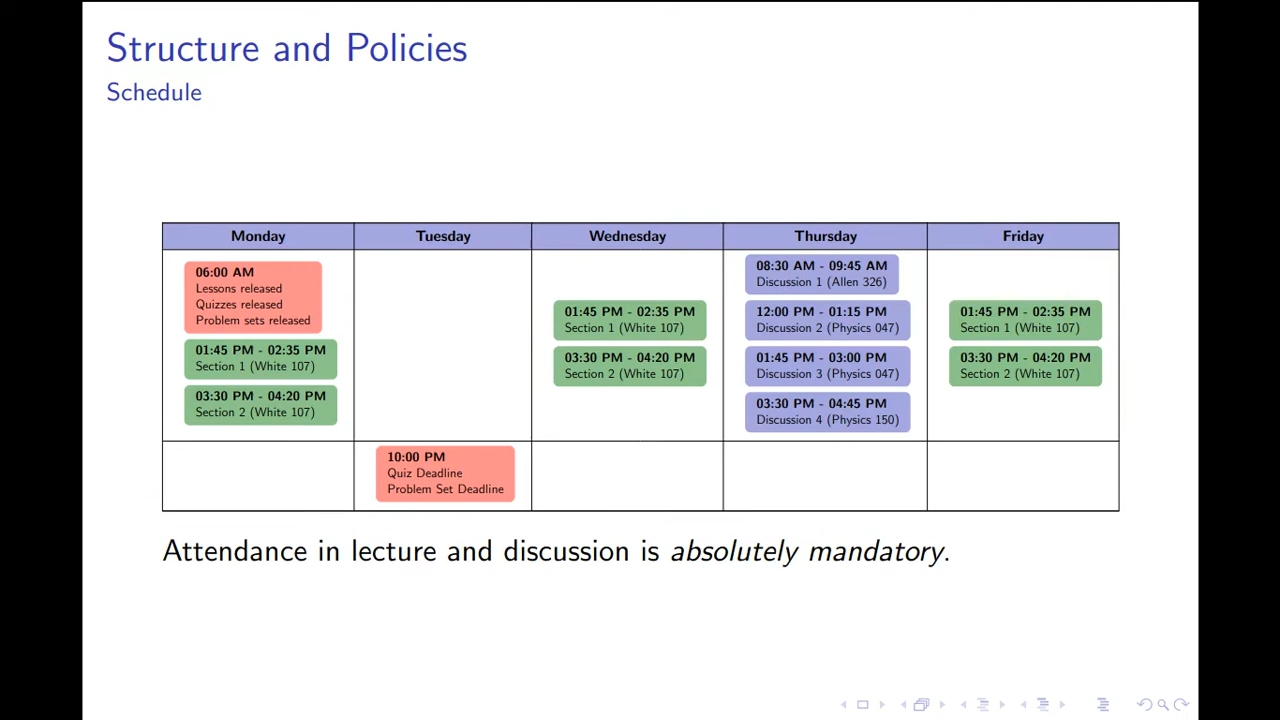 Structure and Policies
Schedule
Monday
Tuesday
Wednesday
Thursday
Friday
06:00 AM
Lessons released
Quizzes released
Problem sets released
01:45 PM - 02:35 PM
Section 1 (White 107)
03:30 PM - 04:20 PM
Section 2 (White 107)
01:45 PM - 02:35 PM
Section 1 (White 107)
03:30 PM - 04:20 PM
Section 2 (White 107)
08:30 AM - 09:45 AM
Discussion 1 (Allen 326)
12:00 PM - 01:15 PM
Discussion 2 (Physics 047)
01:45 PM - 03:00 PM
Discussion 3 (Physics 047)
03:30 PM - 04:45 PM
Discussion 4 (Physics 150)
01:45 PM - 02:35 PM
Section 1 (White 107)
03:30 PM - 04:20 PM
Section 2 (White 107)
10:00 PM
Quiz Deadline
Problem Set Deadline
Attendance in lecture and discussion is absolutely mandatory.